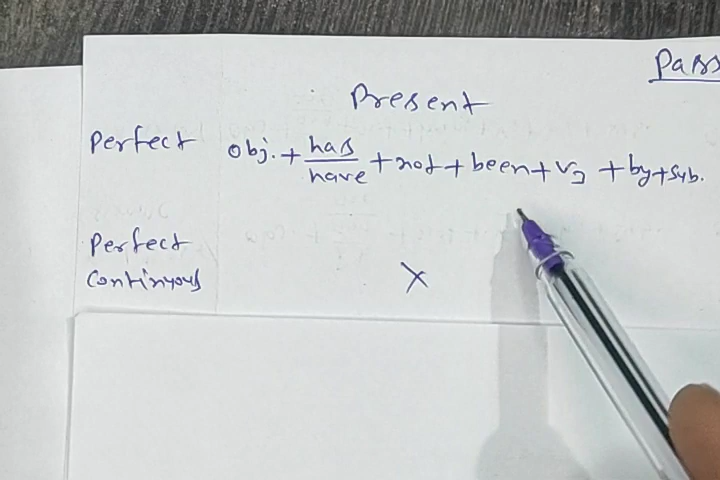 Pass
Present
Perfect obj. + has/have + not + been + V3 + by + Sub.
Perfect
Continuous X